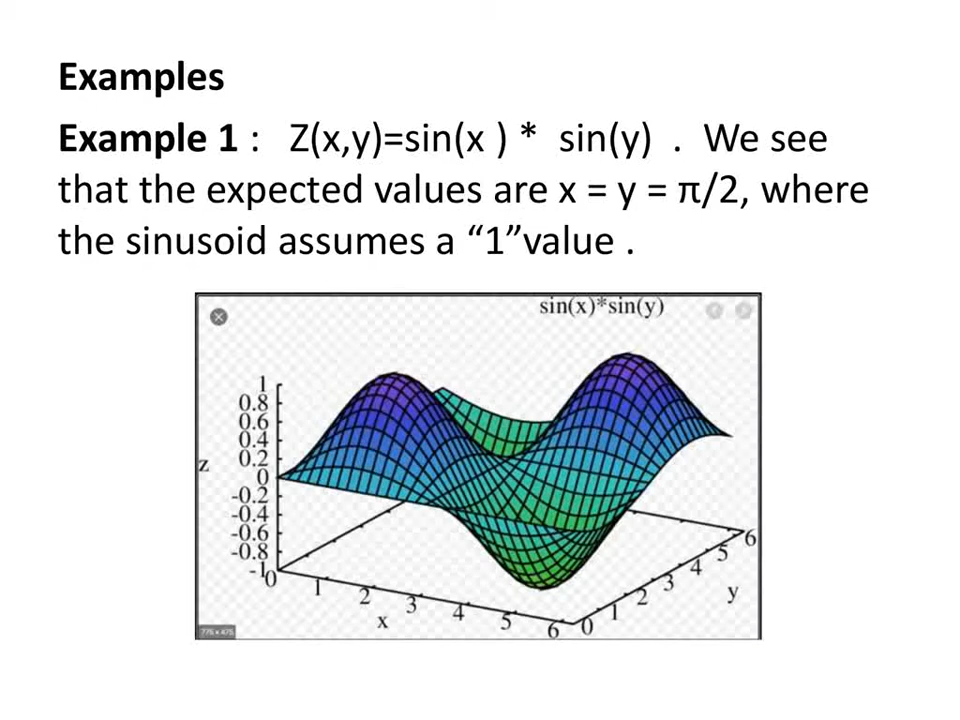 Examples
Example 1 :   Z(x,y)=sin(x ) *  sin(y)  .  We see
that the expected values are x = y = π/2, where
the sinusoid assumes a “1”value .
sin(x)*sin(y)
1
0.8
0.6
0.4
0.2
z
0
-0.2
-0.4
-0.6
-0.8
-1
0
1
2
3
4
5
6
x
0
1
2
3
4
5
6
y
775 x 475